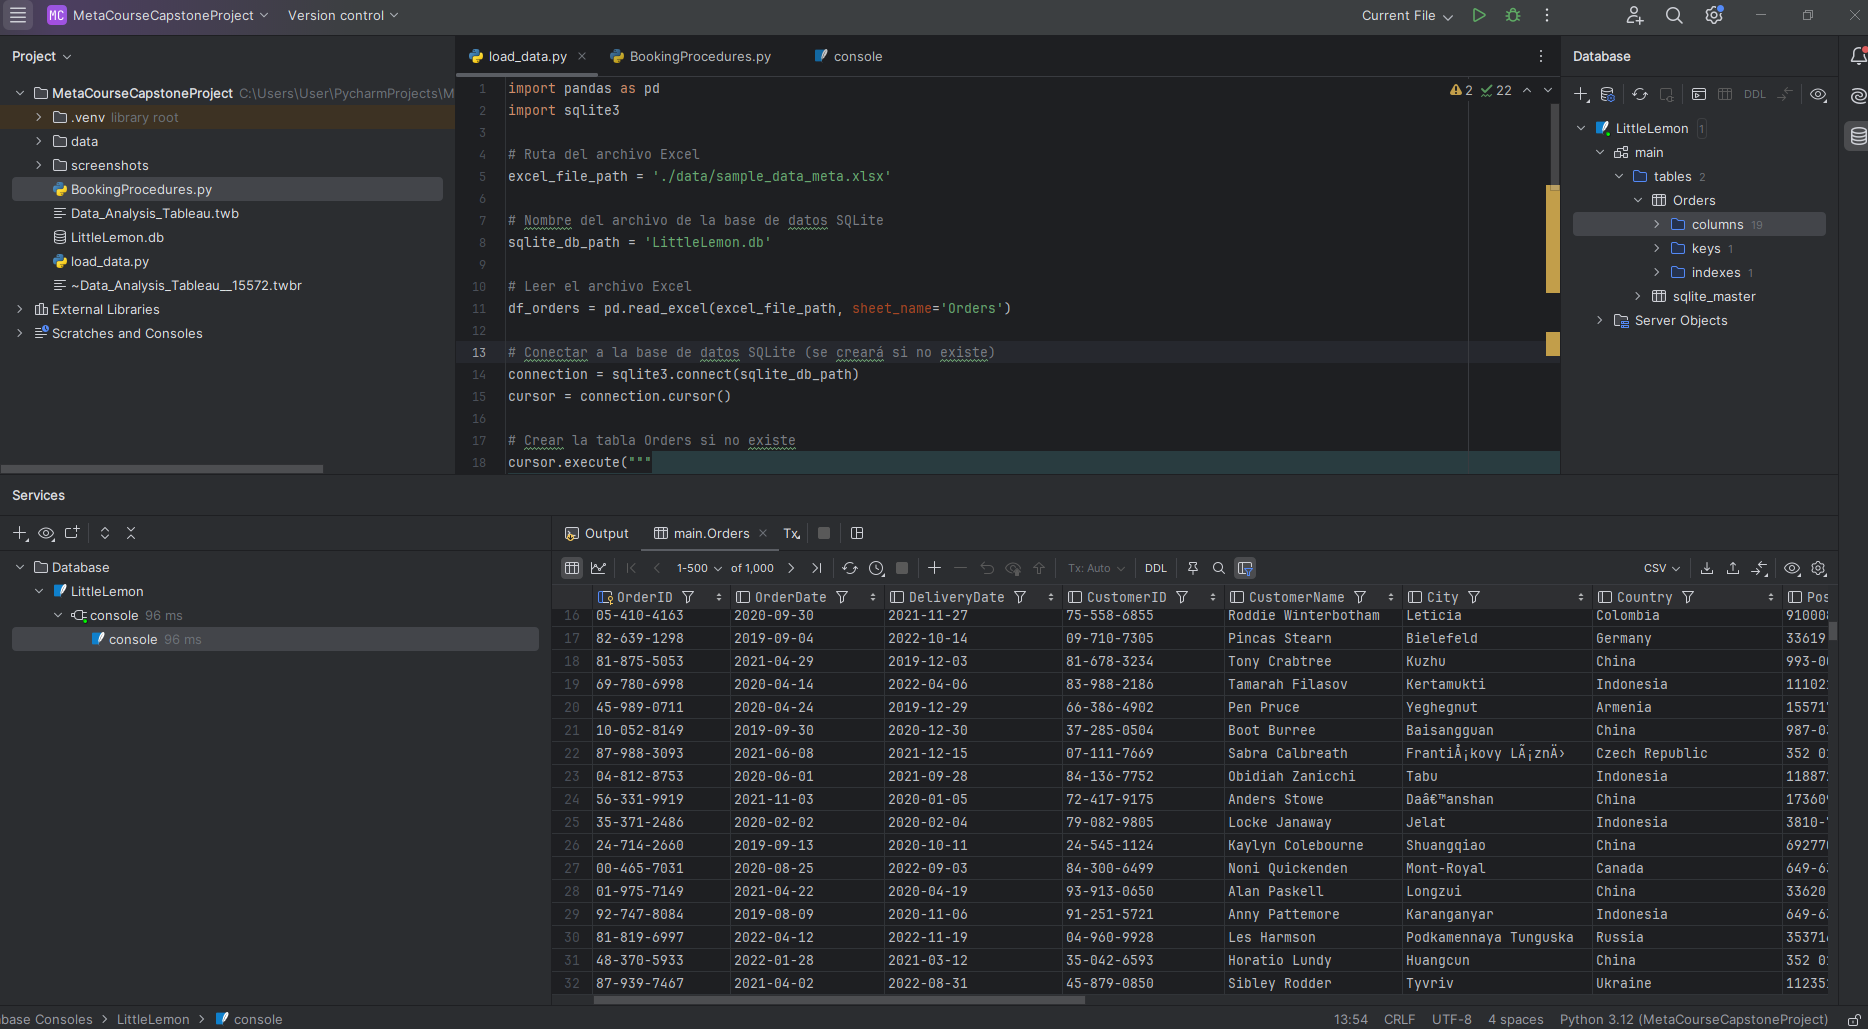 MC MetaCourseCapstoneProject Version control Current File
Project
MetaCourseCapstoneProject C:\Users\User\PycharmProjects\M
.venv library root
data
screenshots
BookingProcedures.py
Data_Analysis_Tableau.twb
LittleLemon.db
load_data.py
~Data_Analysis_Tableau__15572.twbr
External Libraries
Scratches and Consoles
load_data.py BookingProcedures.py console
2 22
1 import pandas as pd
2 import sqlite3
3
4 # Ruta del archivo Excel
5 excel_file_path = './data/sample_data_meta.xlsx'
6
7 # Nombre del archivo de la base de datos SQLite
8 sqlite_db_path = 'LittleLemon.db'
9
10 # Leer el archivo Excel
11 df_orders = pd.read_excel(excel_file_path, sheet_name='Orders')
12
13 # Conectar a la base de datos SQLite (se creará si no existe)
14 connection = sqlite3.connect(sqlite_db_path)
15 cursor = connection.cursor()
16
17 # Crear la tabla Orders si no existe
18 cursor.execute("""
Database
DDL
LittleLemon 1
main
tables 2
Orders
columns 19
keys 1
indexes 1
sqlite_master
Server Objects
Services
Database
LittleLemon
console 96 ms
console 96 ms
Output main.Orders Tx
1-500 of 1,000 Tx: Auto DDL CSV
OrderID OrderDate DeliveryDate CustomerID CustomerName City Country Pos
16 05-410-4163 2020-09-30 2021-11-27 75-558-6855 Roddie Winterbotham Leticia Colombia 91000
17 82-639-1298 2019-09-04 2022-10-14 09-710-7305 Pincas Stearn Bielefeld Germany 33619
18 81-875-5053 2021-04-29 2019-12-03 81-678-3234 Tony Crabtree Kuzhu China 993-0
19 69-780-6998 2020-04-14 2022-04-06 83-988-2186 Tamarah Filasov Kertamukti Indonesia 11102
20 45-989-0711 2020-04-24 2019-12-29 66-386-4902 Pen Pruce Yeghegnut Armenia 15571
21 10-052-8149 2019-09-30 2020-12-30 37-285-0504 Boot Burree Baisangguan China 987-0
22 87-988-3093 2021-06-08 2021-12-15 07-111-7669 Sabra Calbreath FrantiÅ¡kovy LÃ¡znÄ› Czech Republic 352 0
23 04-812-8753 2020-06-01 2021-09-28 84-136-7752 Obidiah Zanicchi Tabu Indonesia 11887
24 56-331-9919 2021-11-03 2020-01-05 72-417-9175 Anders Stowe Daâ€™anshan China 17360
25 35-371-2486 2020-02-02 2020-02-04 79-082-9805 Locke Janaway Jelat Indonesia 3810-
26 24-714-2660 2019-09-13 2020-10-11 24-545-1124 Kaylyn Colebourne Shuangqiao China 69277
27 00-465-7031 2020-08-25 2022-09-03 84-300-6499 Noni Quickenden Mont-Royal Canada 649-6
28 01-975-7149 2021-04-22 2020-04-19 93-913-0650 Alan Paskell Longzui China 33620
29 92-747-8084 2019-08-09 2020-11-06 91-251-5721 Anny Pattemore Karanganyar Indonesia 649-6
30 81-819-6997 2022-04-12 2022-11-19 04-960-9928 Les Harmson Podkamennaya Tunguska Russia 35371
31 48-370-5933 2022-01-28 2021-03-12 35-042-6593 Horatio Lundy Huangcun China 352 0
32 87-939-7467 2021-04-02 2022-08-31 45-879-0850 Sibley Rodder Tyvriv Ukraine 11235
base Consoles > LittleLemon > console 13:54 CRLF UTF-8 4 spaces Python 3.12 (MetaCourseCapstoneProject)